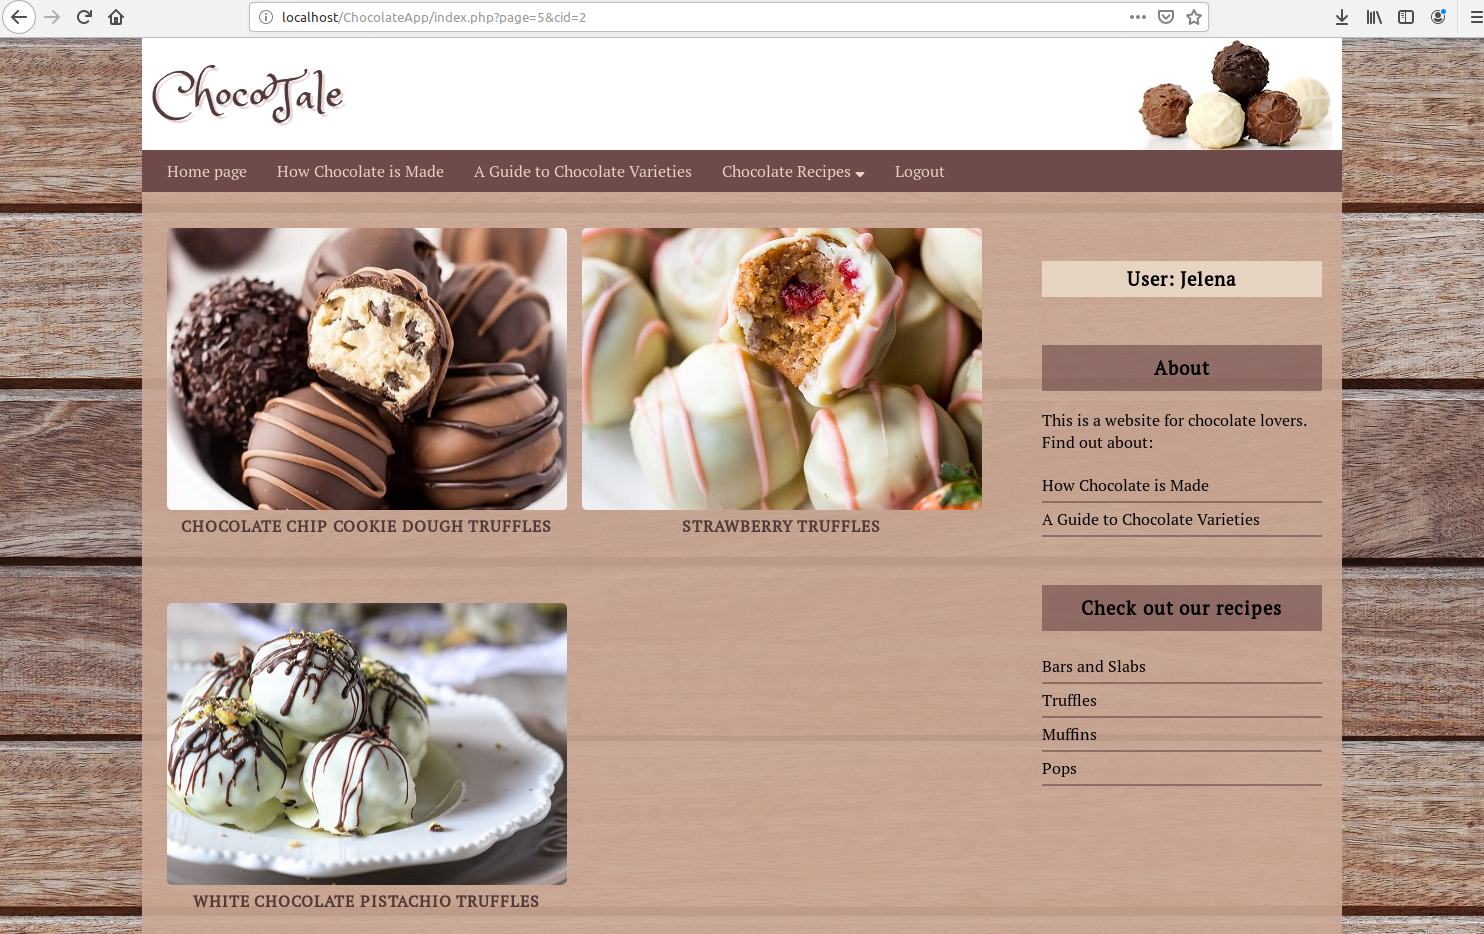 localhost/ChocolateApp/index.php?page=5&cid=2
ChocoTale
Home page How Chocolate is Made A Guide to Chocolate Varieties Chocolate Recipes Logout
CHOCOLATE CHIP COOKIE DOUGH TRUFFLES
STRAWBERRY TRUFFLES
WHITE CHOCOLATE PISTACHIO TRUFFLES
User: Jelena
About
This is a website for chocolate lovers.
Find out about:
How Chocolate is Made
A Guide to Chocolate Varieties
Check out our recipes
Bars and Slabs
Truffles
Muffins
Pops